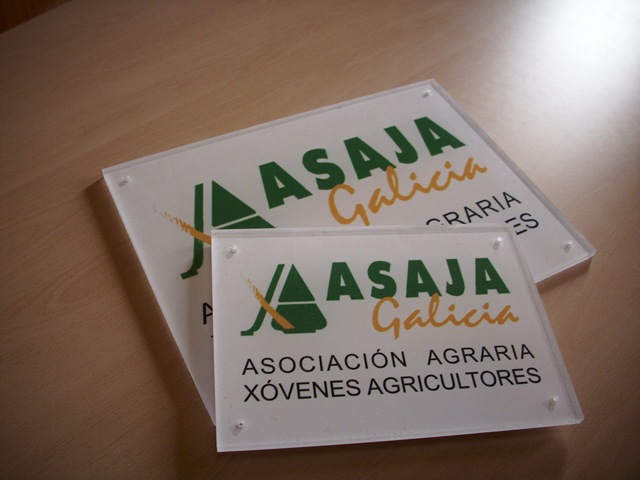 ASAJA
Galicia
GRARIA
ES
ASAJA
Galicia
ASOCIACIÓN AGRARIA
XÓVENES AGRICULTORES